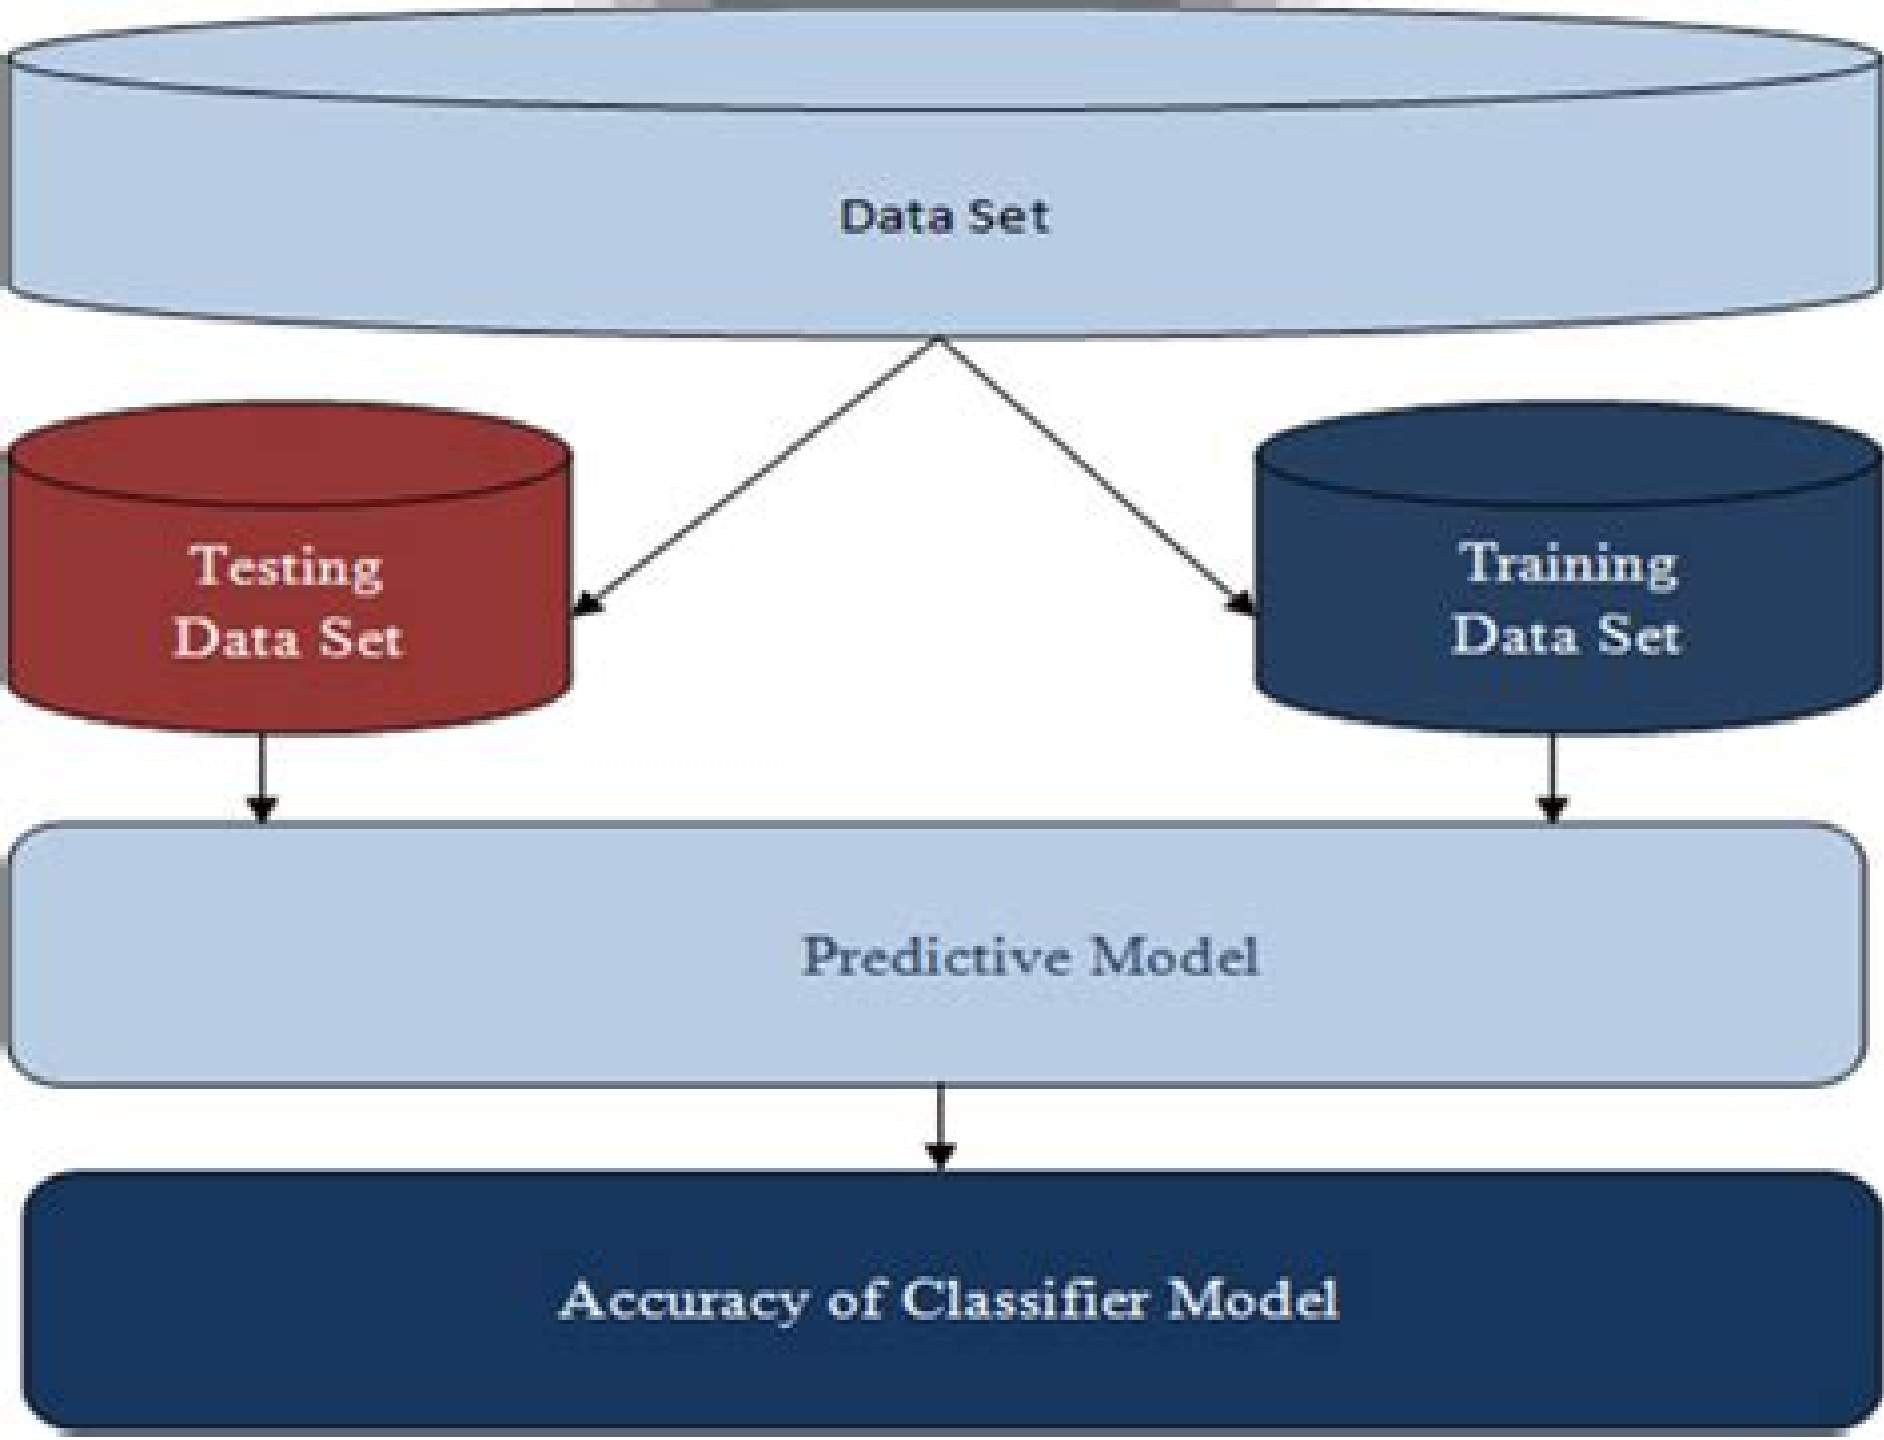 Data Set
Testing
Data Set
Training
Data Set
Predictive Model
Accuracy of Classifier Model